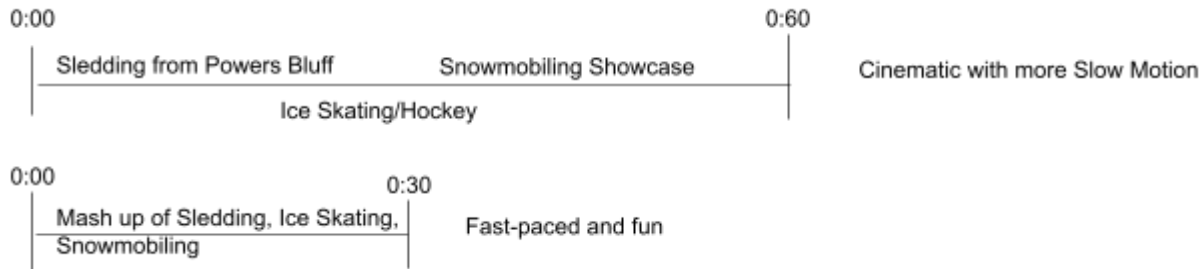 0:00
0:60
Sledding from Powers Bluff
Snowmobiling Showcase
Cinematic with more Slow Motion
Ice Skating/Hockey
0:00
0:30
Mash up of Sledding, Ice Skating,
Snowmobiling
Fast-paced and fun